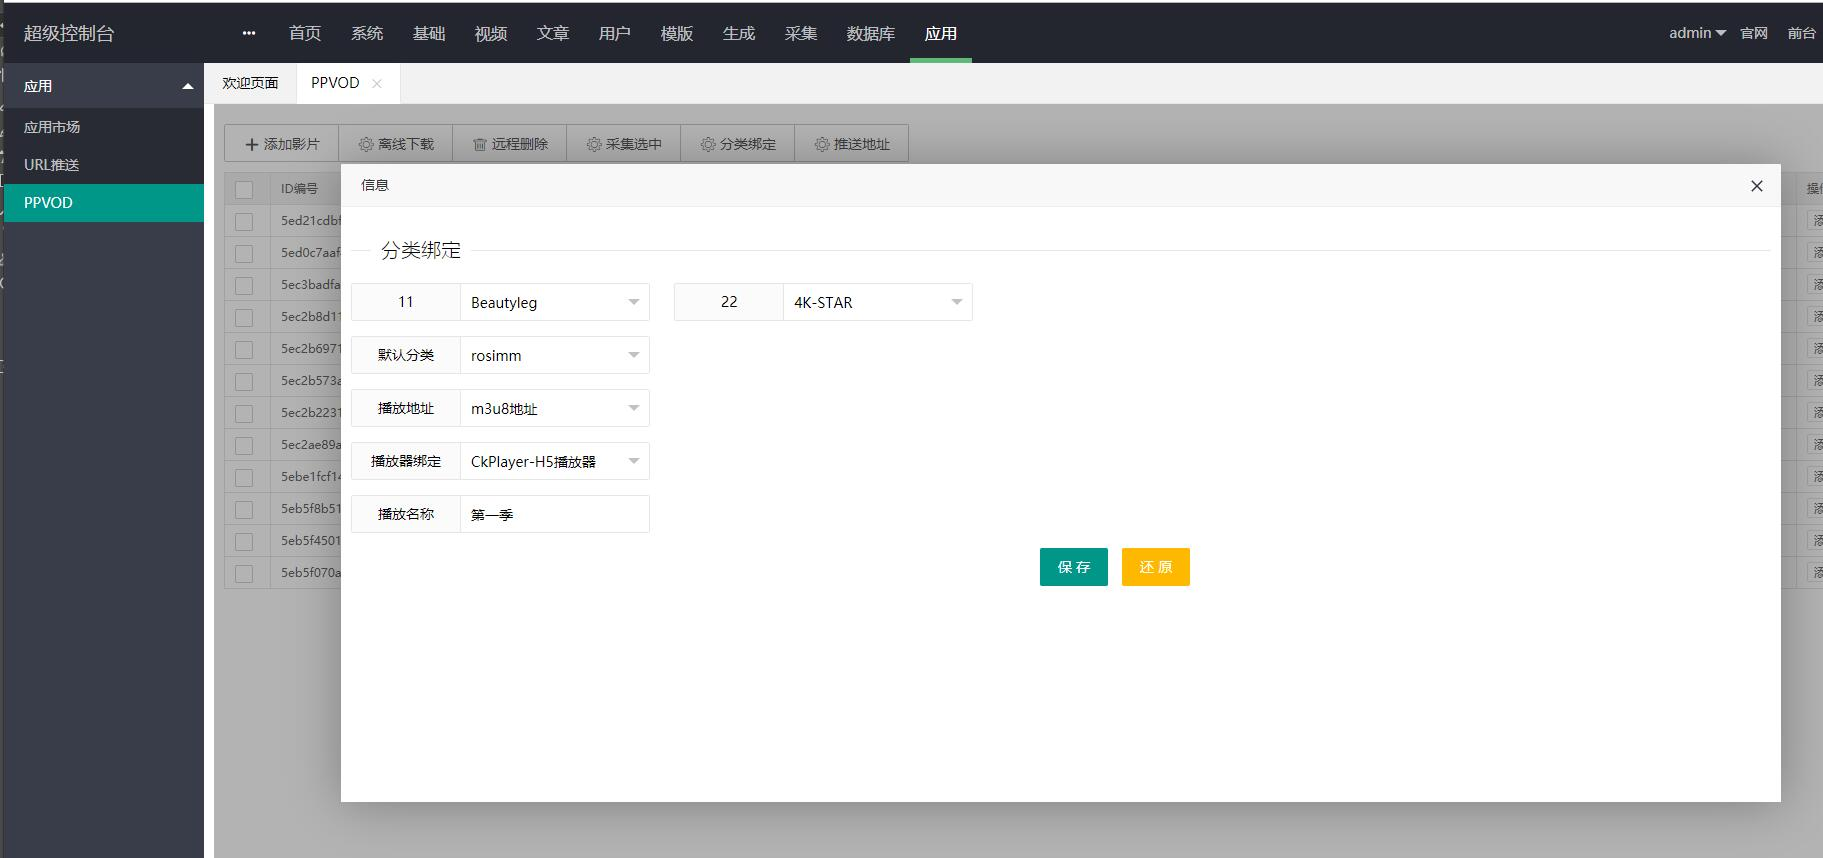 超级控制台
首页 系统 基础 视频 文章 用户 模版 生成 采集 数据库 应用
admin 官网 前台
应用
应用市场
URL推送
PPVOD
欢迎页面 PPVOD
添加影片 离线下载 远程删除 采集选中 分类绑定 推送地址
ID编号
5ed21cdbf
5ed0c7aaf
5ec3badfa
5ec2b8d11
5ec2b6971
5ec2b573a
5ec2b2231
5ec2ae89a
5ebe1fcf14
5eb5f8b51
5eb5f4501
5eb5f070a
信息
分类绑定
11 Beautyleg 22 4K-STAR
默认分类 rosimm
播放地址 m3u8地址
播放器绑定 CkPlayer-H5播放器
播放名称 第一季
保 存 还 原